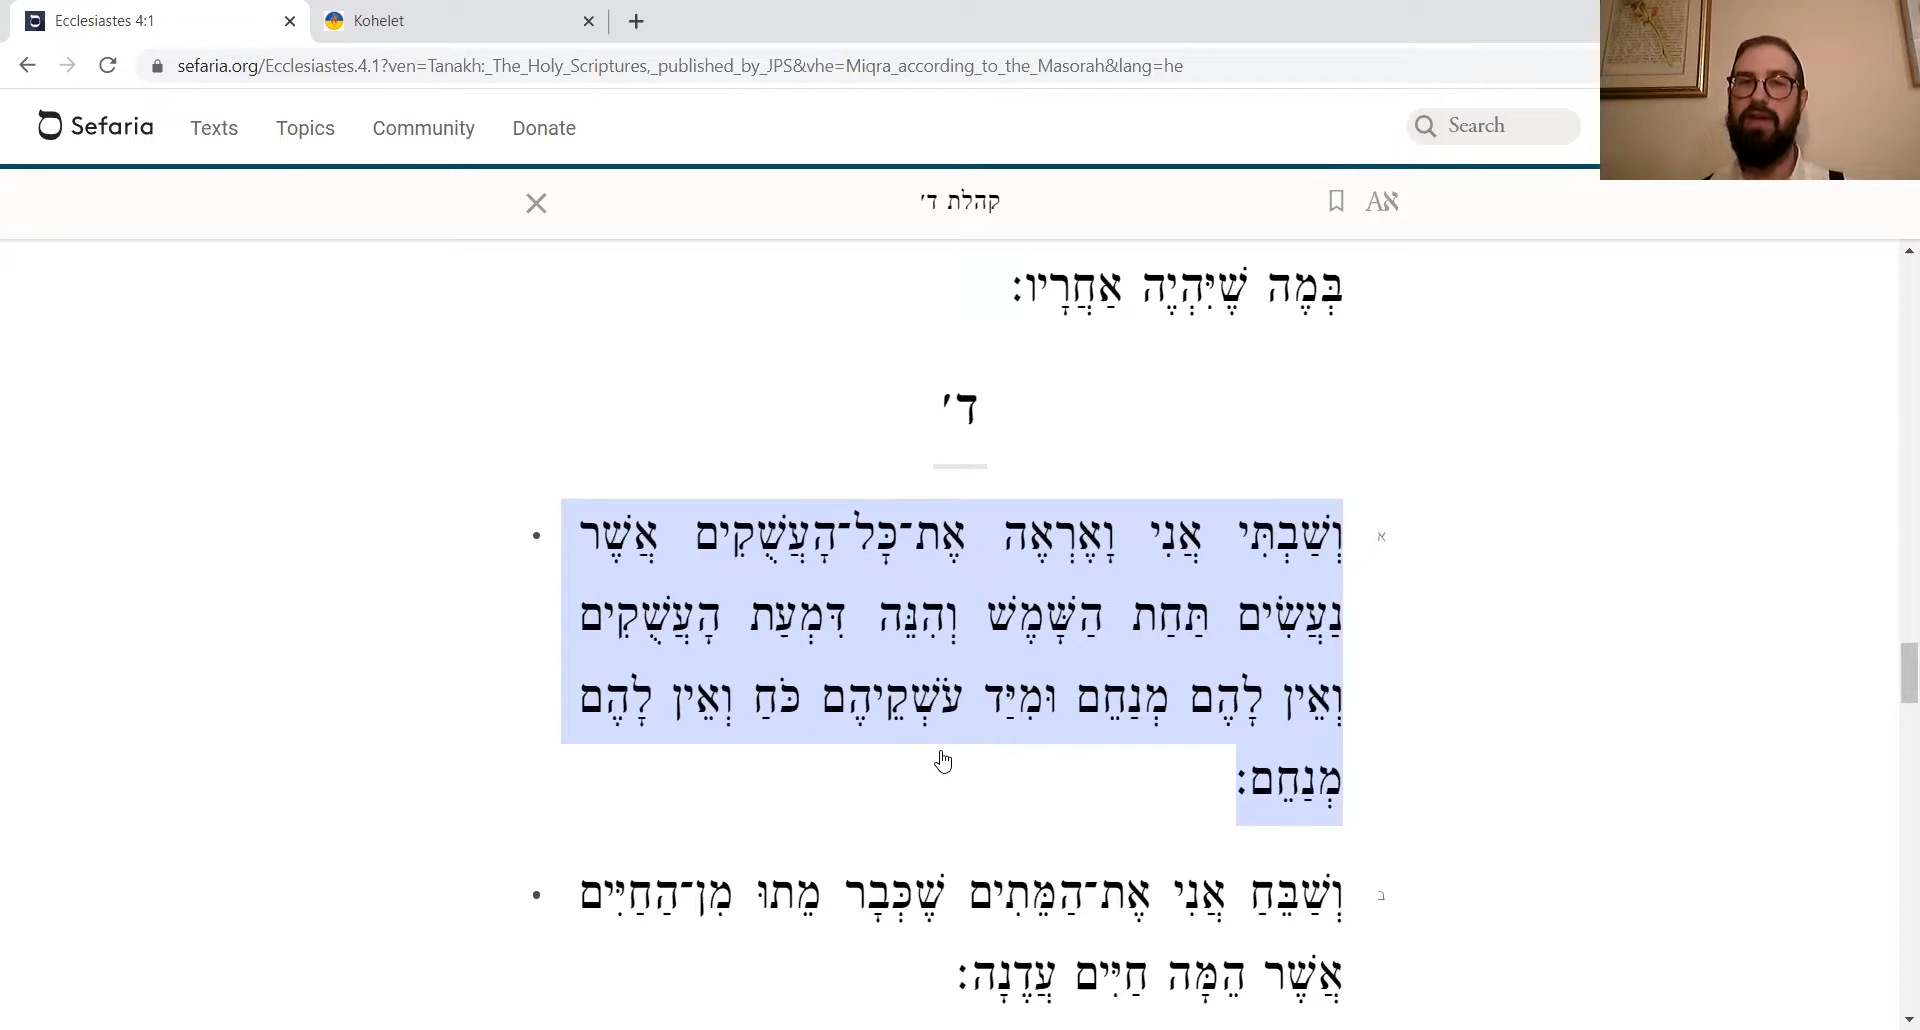 Ecclesiastes 4:1
Kohelet
sefaria.org/Ecclesiastes.4.1?ven=Tanakh:_The_Holy_Scriptures,_published_by_JPS&vhe=Miqra_according_to_the_Masorah&lang=he
Sefaria Texts Topics Community Donate Search
קהלת ד׳
Aא
בְּמֶה שֶׁיִּהְיֶה אַחֲרָיו׃
ד׳
א
וְשַׁבְתִּי אֲנִי וָאֶרְאֶה אֶת־כׇּל־הָעֲשֻׁקִים אֲשֶׁר
נַעֲשִׂים תַּחַת הַשָּׁמֶשׁ וְהִנֵּה דִּמְעַת הָעֲשֻׁקִים
וְאֵין לָהֶם מְנַחֵם וּמִיַּד עֹשְׁקֵיהֶם כֹּחַ וְאֵין לָהֶם
מְנַחֵם׃
ב
וְשַׁבֵּחַ אֲנִי אֶת־הַמֵּתִים שֶׁכְּבָר מֵתוּ מִן־הַחַיִּים
אֲשֶׁר הֵמָּה חַיִּים עֲדֶנָה׃